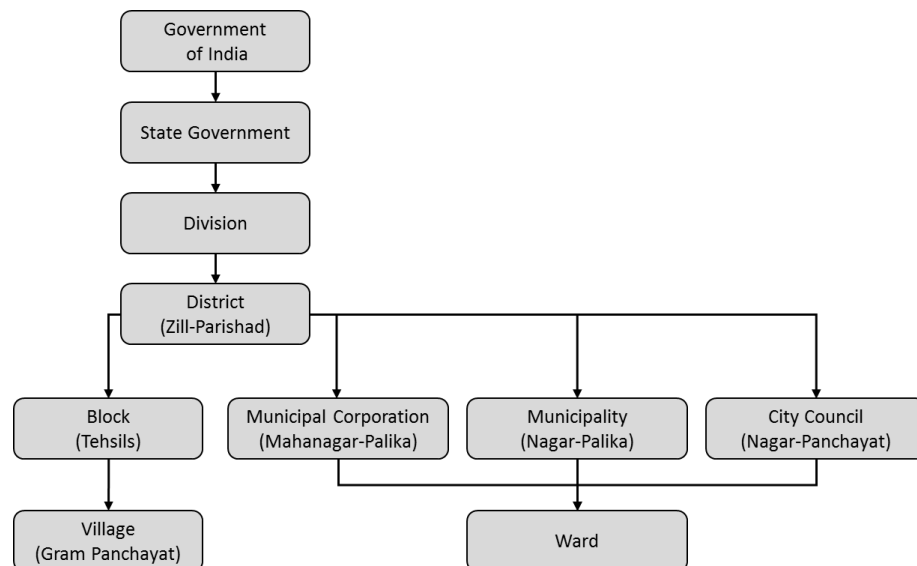 Government
of India
State Government
Division
District
(Zill-Parishad)
Block
(Tehsils)
Municipal Corporation
(Mahanagar-Palika)
Municipality
(Nagar-Palika)
City Council
(Nagar-Panchayat)
Village
(Gram Panchayat)
Ward